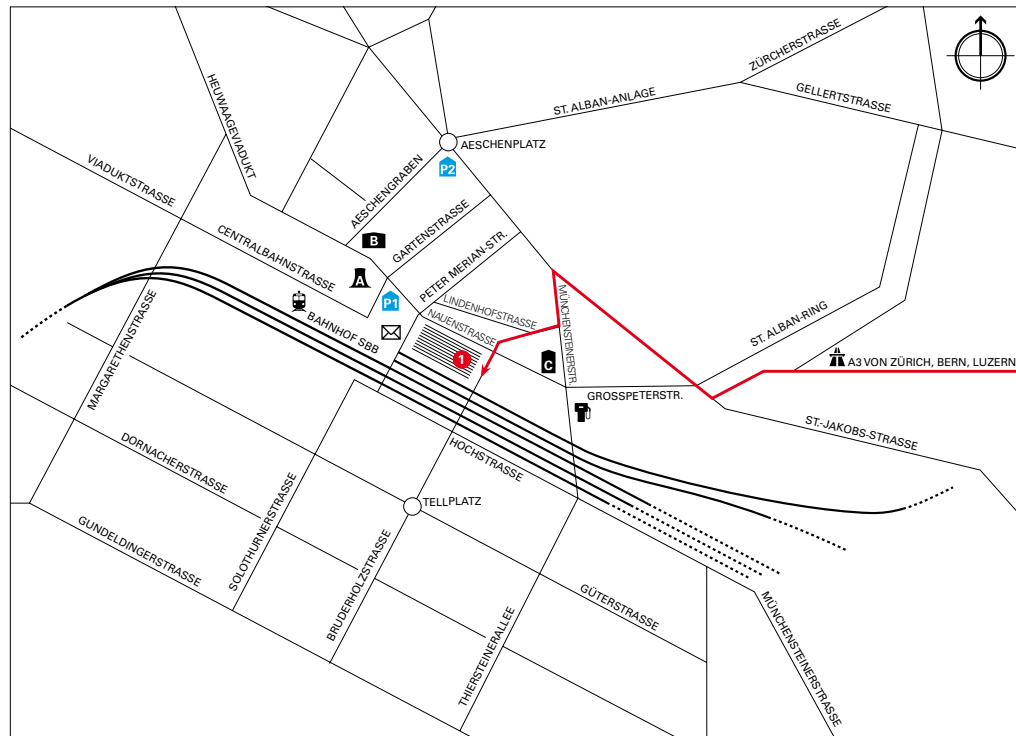 ZÜRCHERSTRASSE
HEUWAAGEVIADUKT
ST. ALBAN-ANLAGE
GELLERTSTRASSE
AESCHENPLATZ
P2
VIADUKTSTRASSE
AESCHENGRABEN
GARTENSTRASSE
B
CENTRALBAHNSTRASSE
PETER MERIAN-STR.
A
P1
LINDENHOFSTRASSE
MÜNCHENSTEINERSTR.
NAUENSTRASSE
BAHNHOF SBB
ST. ALBAN-RING
1
C
A3 VON ZÜRICH, BERN, LUZERN
MARGARETHENSTRASSE
GROSSPETERSTR.
ST.-JAKOBS-STRASSE
HOCHSTRASSE
DORNACHERSTRASSE
TELLPLATZ
SOLOTHURNERSTRASSE
GUNDELDINGERSTRASSE
BRUDERHOLZSTRASSE
GÜTERSTRASSE
THIERSTEINERALLEE
MÜNCHENSTEINERSTRASSE